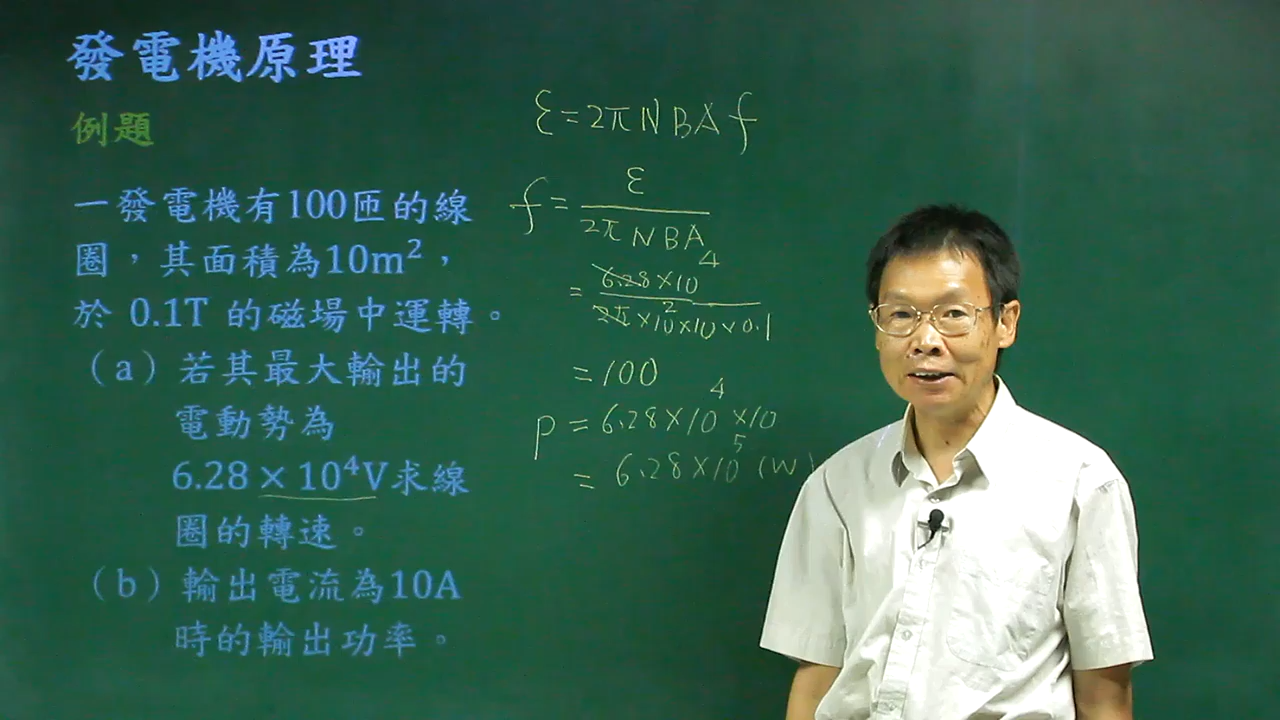 發電機原理
例題
一發電機有100匝的線
圈，其面積為10m²，
於 0.1T 的磁場中運轉。
（a）若其最大輸出的
電動勢為
6.28 × 10⁴V求線
圈的轉速。
（b）輸出電流為10A
時的輸出功率。
ε=2πNBAf
f= ε
2πNBA
= 6.28×10⁴
2π×10²×10×0.1
=100
P=6.28×10⁴×10
=6.28×10⁵(W)